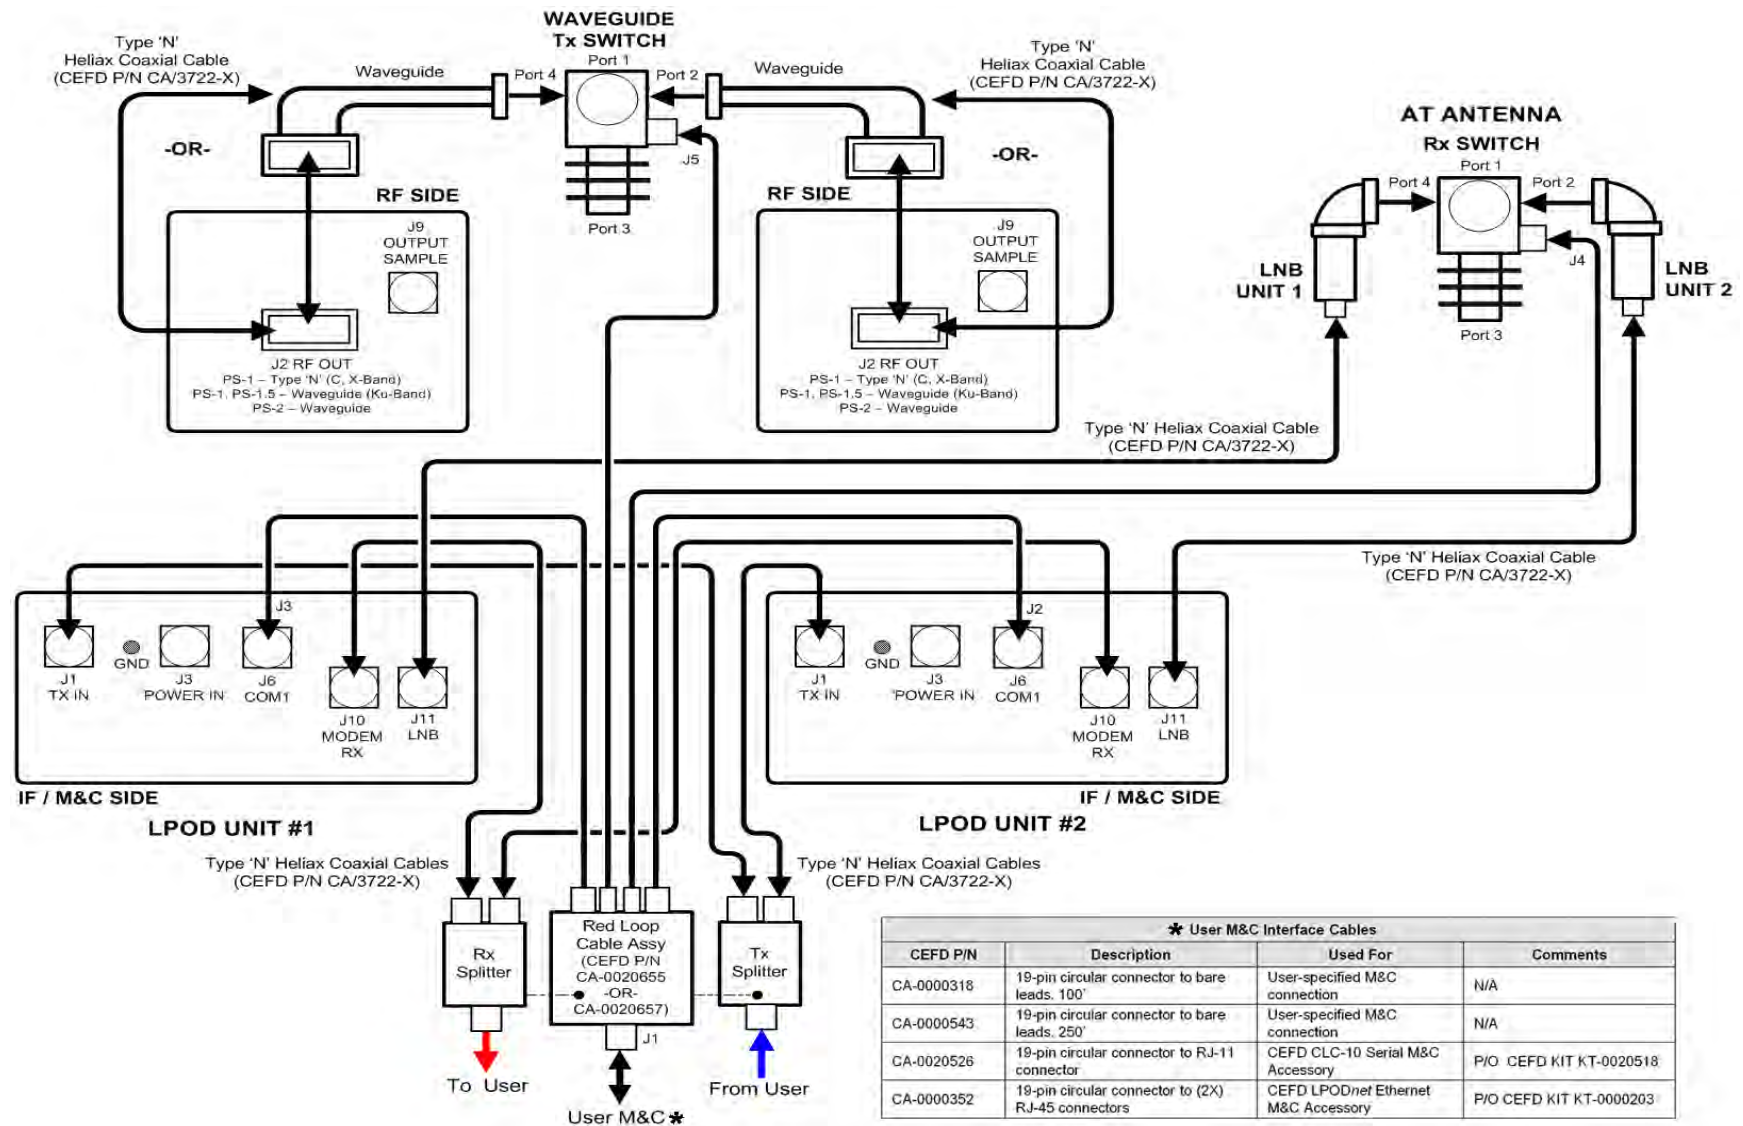 WAVEGUIDE
Tx SWITCH
Type 'N'
Heliax Coaxial Cable
(CEFD P/N CA/3722-X)
Waveguide
Port 4
Port 1
Port 2
Waveguide
Type 'N'
Heliax Coaxial Cable
(CEFD P/N CA/3722-X)
-OR-
J5
-OR-
RF SIDE
Port 3
RF SIDE
J9
OUTPUT
SAMPLE
J9
OUTPUT
SAMPLE
J2 RF OUT
PS-1 – Type 'N' (C, X-Band)
PS-1, PS-1.5 – Waveguide (Ku-Band)
PS-2 – Waveguide
J2 RF OUT
PS-1 – Type 'N' (C, X-Band)
PS-1, PS-1.5 – Waveguide (Ku-Band)
PS-2 – Waveguide
AT ANTENNA
Rx SWITCH
Port 1
Port 4
Port 2
J4
LNB
UNIT 1
LNB
UNIT 2
Port 3
Type 'N' Heliax Coaxial Cable
(CEFD P/N CA/3722-X)
Type 'N' Heliax Coaxial Cable
(CEFD P/N CA/3722-X)
J3
J1
TX IN
GND
J3
POWER IN
J6
COM1
J10
MODEM
RX
J11
LNB
IF / M&C SIDE
LPOD UNIT #1
J2
J1
TX IN
GND
J3
POWER IN
J6
COM1
J10
MODEM
RX
J11
LNB
IF / M&C SIDE
LPOD UNIT #2
Type 'N' Heliax Coaxial Cables
(CEFD P/N CA/3722-X)
Type 'N' Heliax Coaxial Cables
(CEFD P/N CA/3722-X)
Rx
Splitter
Red Loop
Cable Assy
(CEFD P/N
CA-0020655
-OR-
CA-0020657)
Tx
Splitter
J1
To User
User M&C *
From User
* User M&C Interface Cables
CEFD P/N Description Used For Comments
CA-0000318 19-pin circular connector to bare leads, 100' User-specified M&C connection N/A
CA-0000543 19-pin circular connector to bare leads, 250' User-specified M&C connection N/A
CA-0020526 19-pin circular connector to RJ-11 connector CEFD CLC-10 Serial M&C Accessory P/O CEFD KIT KT-0020518
CA-0000352 19-pin circular connector to (2X) RJ-45 connectors CEFD LPODnet Ethernet M&C Accessory P/O CEFD KIT KT-0000203